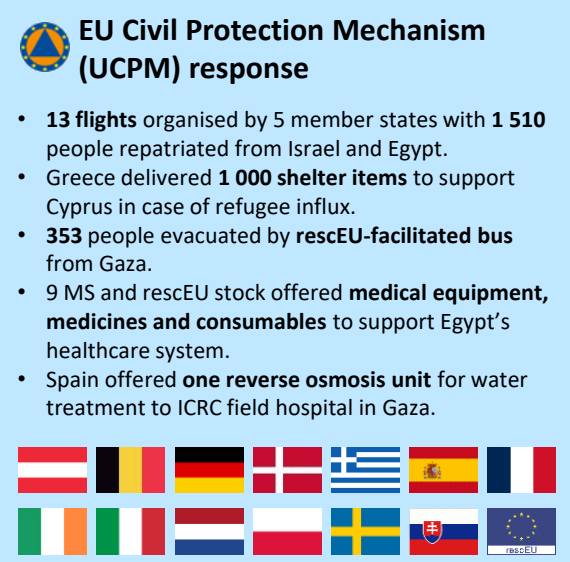 EU Civil Protection Mechanism
(UCPM) response
• 13 flights organised by 5 member states with 1 510
people repatriated from Israel and Egypt.
• Greece delivered 1 000 shelter items to support
Cyprus in case of refugee influx.
• 353 people evacuated by rescEU-facilitated bus
from Gaza.
• 9 MS and rescEU stock offered medical equipment,
medicines and consumables to support Egypt’s
healthcare system.
• Spain offered one reverse osmosis unit for water
treatment to ICRC field hospital in Gaza.
rescEU